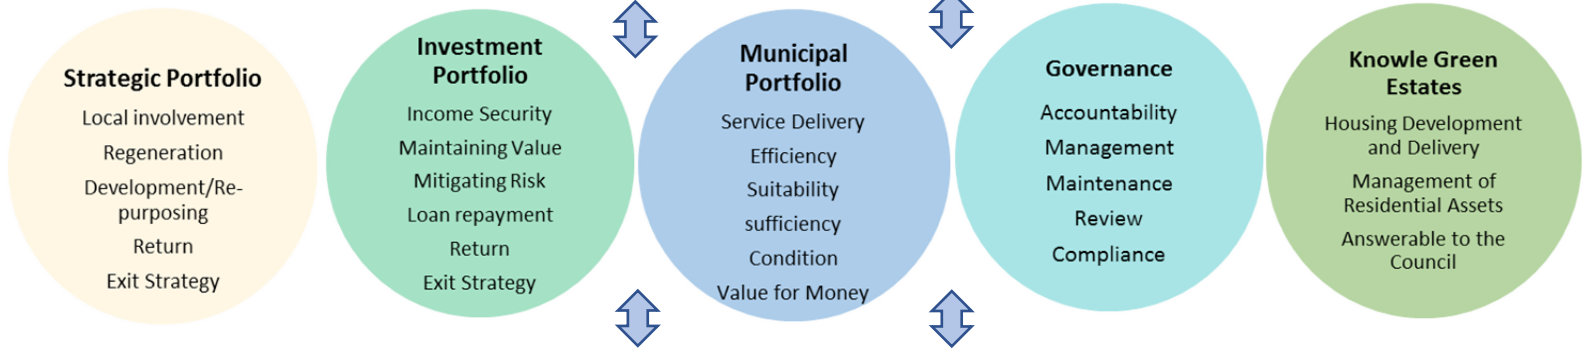 Strategic Portfolio
Local involvement
Regeneration
Development/Re-
purposing
Return
Exit Strategy
Investment
Portfolio
Income Security
Maintaining Value
Mitigating Risk
Loan repayment
Return
Exit Strategy
Municipal
Portfolio
Service Delivery
Efficiency
Suitability
sufficiency
Condition
Value for Money
Governance
Accountability
Management
Maintenance
Review
Compliance
Knowle Green
Estates
Housing Development
and Delivery
Management of
Residential Assets
Answerable to the
Council